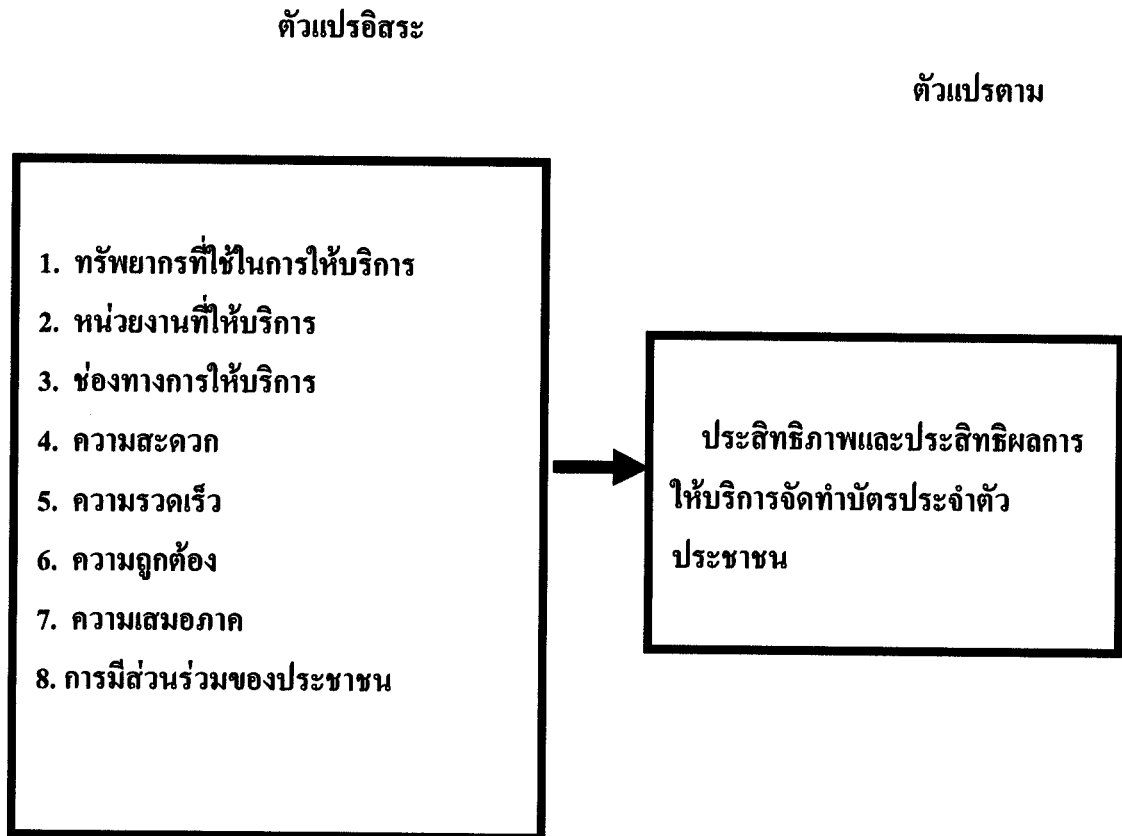 ตัวแปรอิสระ
ตัวแปรตาม
1. ทรัพยากรที่ใช้ในการให้บริการ
2. หน่วยงานที่ให้บริการ
3. ช่องทางการให้บริการ
4. ความสะดวก
5. ความรวดเร็ว
6. ความถูกต้อง
7. ความเสมอภาค
8. การมีส่วนร่วมของประชาชน
ประสิทธิภาพและประสิทธิผลการ
ให้บริการจัดทำบัตรประจำตัว
ประชาชน